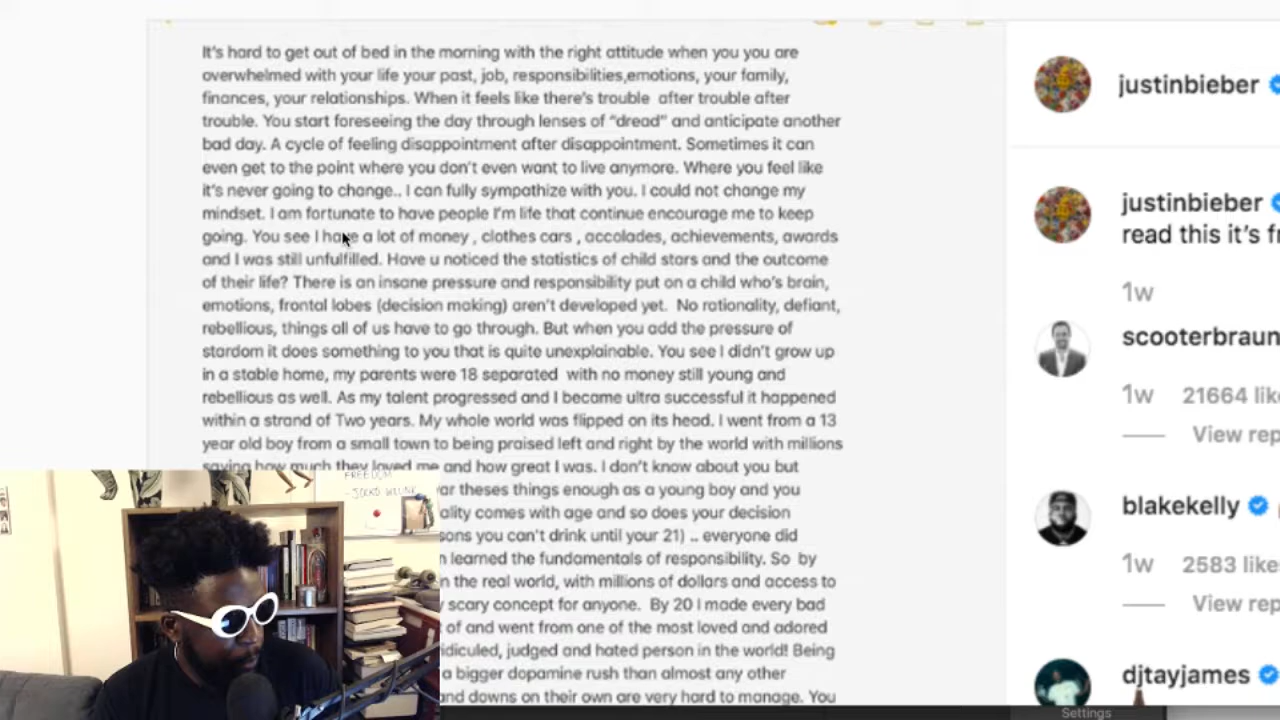 It's hard to get out of bed in the morning with the right attitude when you you are
overwhelmed with your life your past, job, responsibilities,emotions, your family,
finances, your relationships. When it feels like there's trouble  after trouble after
trouble. You start foreseeing the day through lenses of "dread" and anticipate another
bad day. A cycle of feeling disappointment after disappointment. Sometimes it can
even get to the point where you don't even want to live anymore. Where you feel like
it's never going to change.. I can fully sympathize with you. I could not change my
mindset. I am fortunate to have people I'm life that continue encourage me to keep
going. You see I have a lot of money , clothes cars , accolades, achievements, awards
and I was still unfulfilled. Have u noticed the statistics of child stars and the outcome
of their life? There is an insane pressure and responsibility put on a child who's brain,
emotions, frontal lobes (decision making) aren't developed yet.  No rationality, defiant,
rebellious, things all of us have to go through. But when you add the pressure of
stardom it does something to you that is quite unexplainable. You see I didn't grow up
in a stable home, my parents were 18 separated  with no money still young and
rebellious as well. As my talent progressed and I became ultra successful it happened
within a strand of Two years. My whole world was flipped on its head. I went from a 13
year old boy from a small town to being praised left and right by the world with millions
saying how much they loved me and how great I was. I don't know about you but
theses things enough as a young boy and you
comes with age and so does your decision
you can't drink until your 21) .. everyone did
learned the fundamentals of responsibility. So  by
the real world, with millions of dollars and access to
scary concept for anyone.  By 20 I made every bad
of and went from one of the most loved and adored
judged and hated person in the world! Being
a bigger dopamine rush than almost any other
and downs on their own are very hard to manage. You
justinbieber
justinbieber
read this it's
1w
scooterbraun
1w 21664
View
blakekelly
1w 2583
View
djtayjames
FREEDOM
- JOCKO WILLINK
Settings